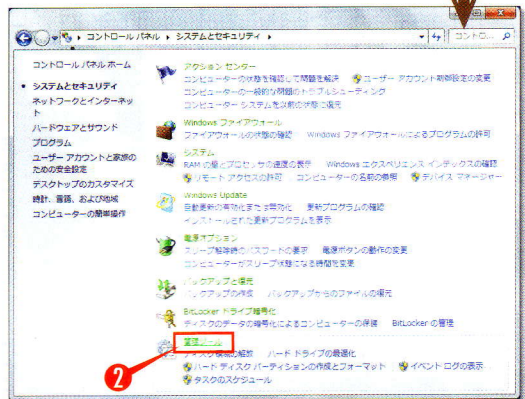 コントロール パネル ▸ システムとセキュリティ ▸
コントロ...
コントロール パネル ホーム
システムとセキュリティ
ネットワークとインターネット
ハードウェアとサウンド
プログラム
ユーザー アカウントと家族のための安全設定
デスクトップのカスタマイズ
時計、言語、および地域
コンピューターの簡単操作
アクション センター
コンピューターの状態を確認して問題を解決 ユーザー アカウント制御設定の変更
コンピューターの一般的な問題のトラブルシューティング
コンピューター システムを以前の状態に復元
Windows ファイアウォール
ファイアウォールの状態の確認 Windows ファイアウォールによるプログラムの許可
システム
RAM の量とプロセッサの速度の表示 Windows エクスペリエンス インデックスの確認
リモート アクセスの許可 コンピューターの名前の参照 デバイス マネージャー
Windows Update
自動更新の有効化または無効化 更新プログラムの確認
インストールされた更新プログラムを表示
電源オプション
スリープ解除時のパスワードの要求 電源ボタンの動作の変更
コンピューターがスリープ状態になる時間を変更
バックアップと復元
バックアップの作成 バックアップからのファイルの復元
BitLocker ドライブ暗号化
ディスクのデータの暗号化によるコンピューターの保護 BitLocker の管理
管理ツール
ディスク領域の解放 ハード ドライブの最適化
ハード ディスク パーティションの作成とフォーマット イベント ログの表示
タスクのスケジュール
2